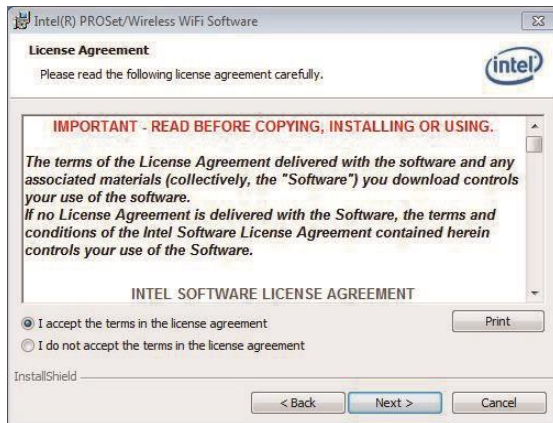 Intel(R) PROSet/Wireless WiFi Software
License Agreement
Please read the following license agreement carefully.
intel
IMPORTANT - READ BEFORE COPYING, INSTALLING OR USING.
The terms of the License Agreement delivered with the software and any
associated materials (collectively, the "Software") you download controls
your use of the software.
If no License Agreement is delivered with the Software, the terms and
conditions of the Intel Software License Agreement contained herein
controls your use of the Software.
INTEL SOFTWARE LICENSE AGREEMENT
I accept the terms in the license agreement
Print
I do not accept the terms in the license agreement
InstallShield
< Back
Next >
Cancel